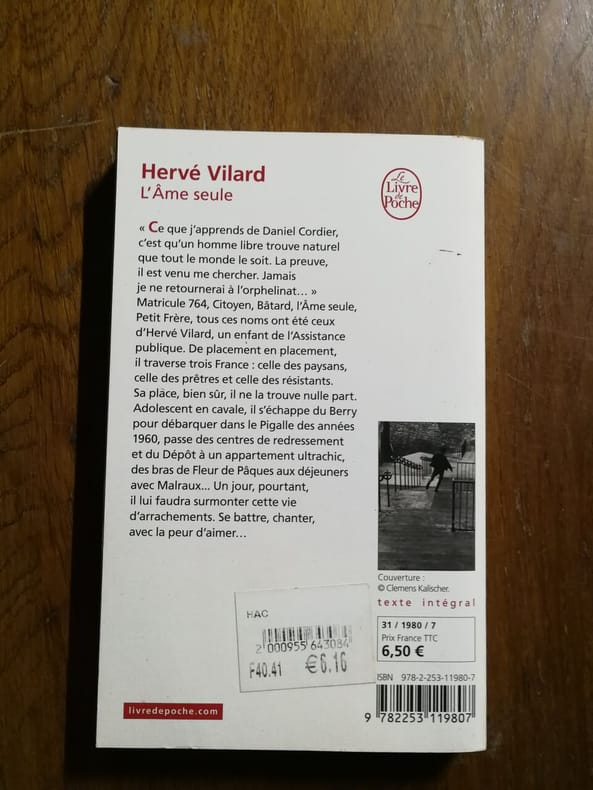 Hervé Vilard
L'Âme seule
Le
Livre
de
Poche
« Ce que j'apprends de Daniel Cordier,
c'est qu'un homme libre trouve naturel
que tout le monde le soit. La preuve,
il est venu me chercher. Jamais
je ne retournerai à l'orphelinat... »
Matricule 764, Citoyen, Bâtard, l'Âme seule,
Petit Frère, tous ces noms ont été ceux
d'Hervé Vilard, un enfant de l'Assistance
publique. De placement en placement,
il traverse trois France : celle des paysans,
celle des prêtres et celle des résistants.
Sa place, bien sûr, il ne la trouve nulle part.
Adolescent en cavale, il s'échappe du Berry
pour débarquer dans le Pigalle des années
1960, passe des centres de redressement
et du Dépôt à un appartement ultrachic,
des bras de Fleur de Pâques aux déjeuners
avec Malraux... Un jour, pourtant,
il lui faudra surmonter cette vie
d'arrachements. Se battre, chanter,
avec la peur d'aimer...
Couverture :
© Clemens Kalischer.
texte intégral
31 / 1980 / 7
Prix France TTC
6,50 €
ISBN 978-2-253-11980-7
9 782253 119807
HAC
2 000955 643084
F40.41 €6.16
livredepoche.com